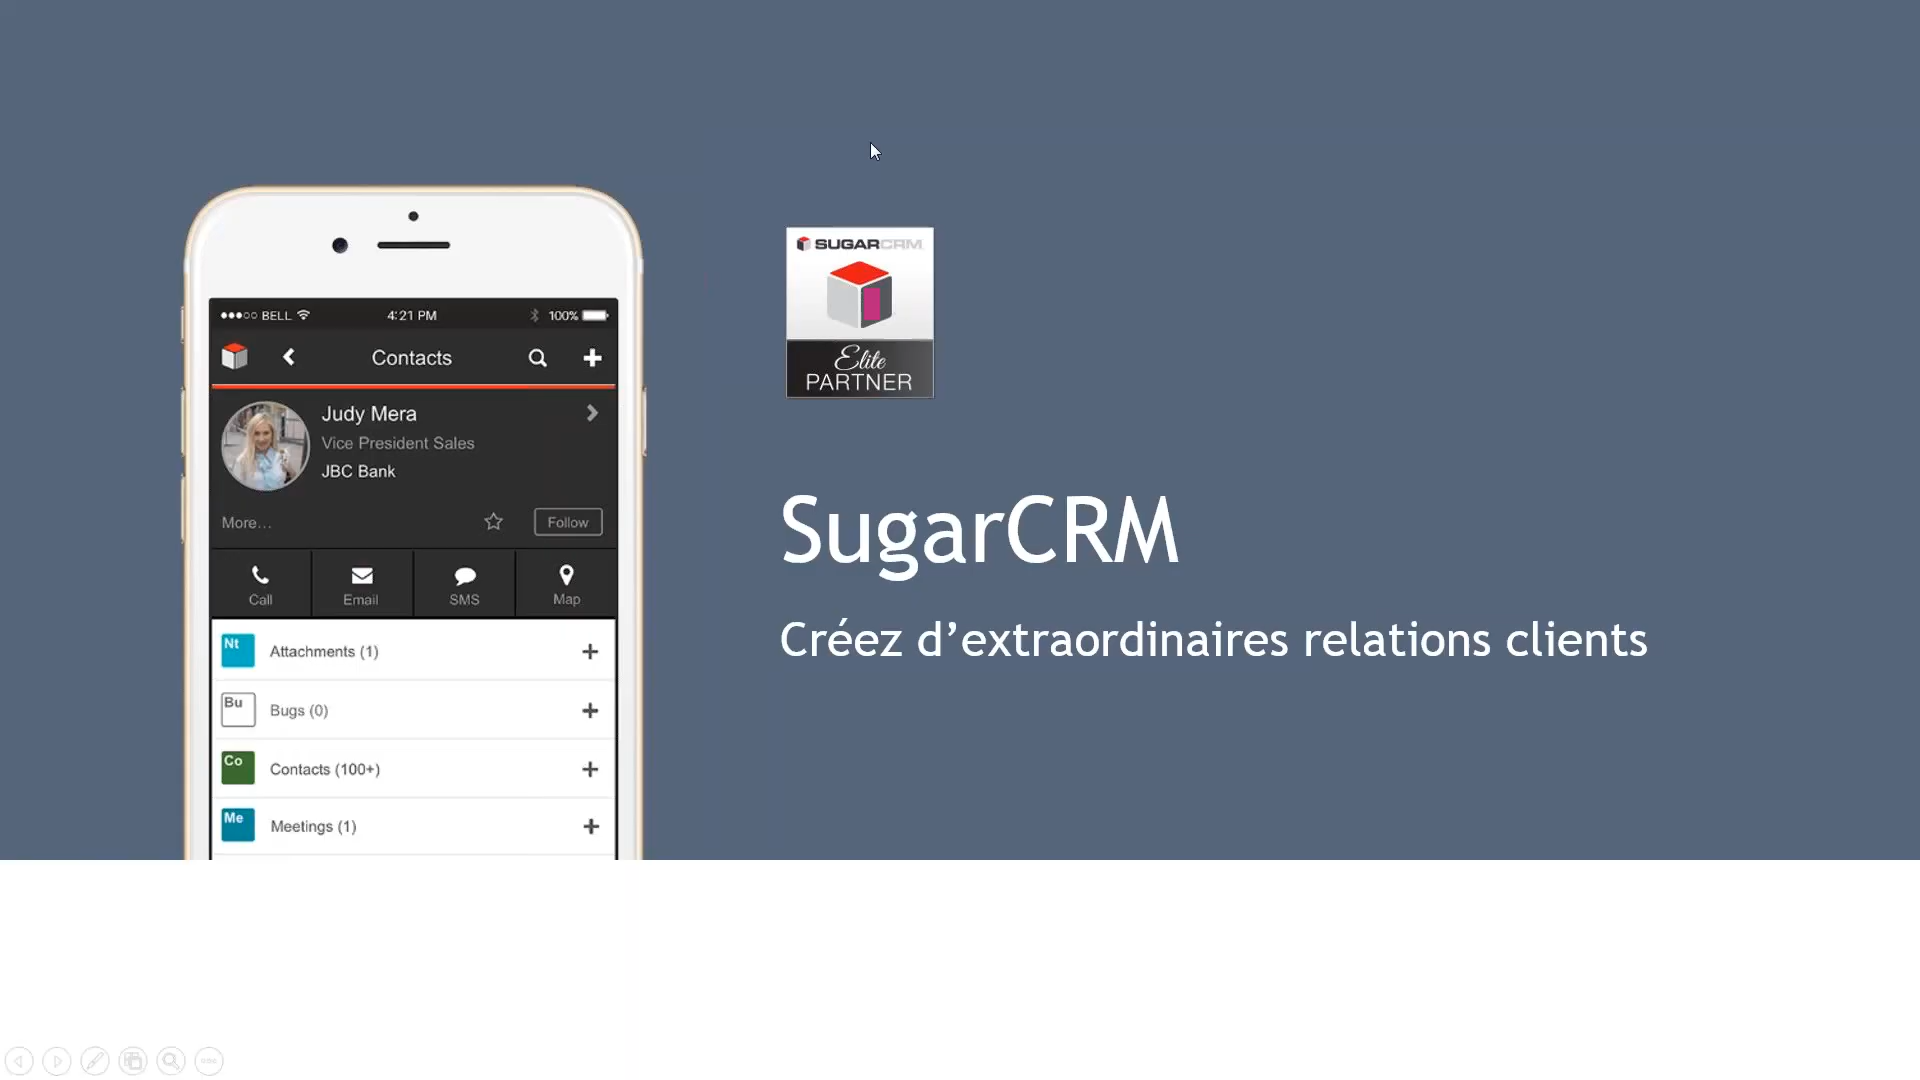 BELL
4:21 PM
100%
Contacts
Judy Mera
Vice President Sales
JBC Bank
More...
Follow
Call
Email
SMS
Map
Nt
Attachments (1)
Bu
Bugs (0)
Co
Contacts (100+)
Me
Meetings (1)
SUGARCRM
Elite
PARTNER
SugarCRM
Créez d’extraordinaires relations clients